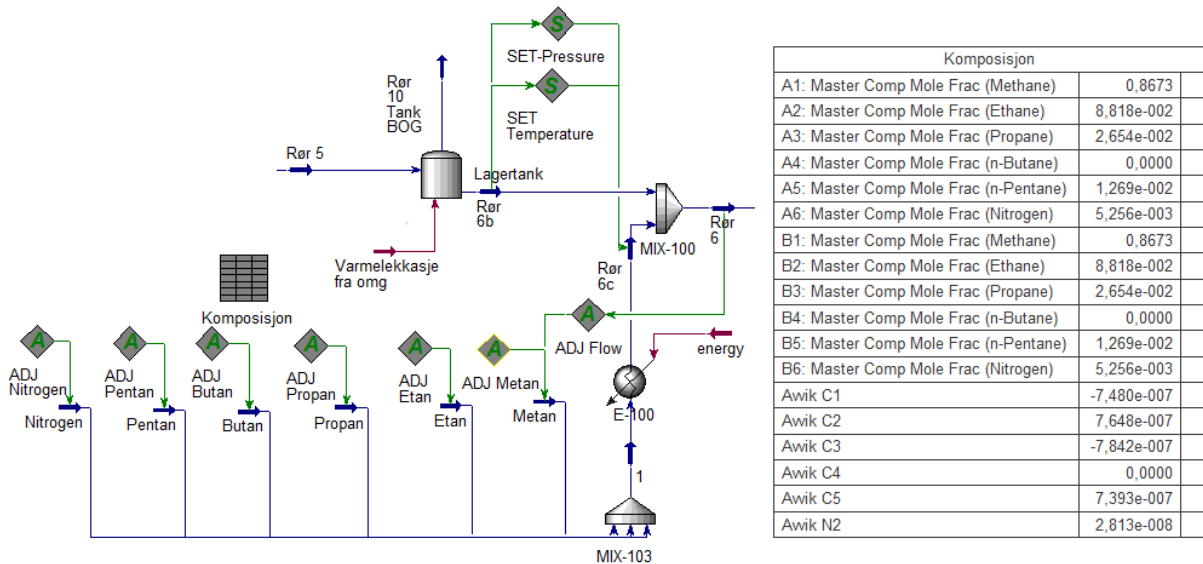 SET-Pressure
SET
Temperature
Rør
10
Tank
BOG
Rør 5
Lagertank
Rør
6b
Rør
6
MIX-100
Varmelekkasje
fra omg
Rør
6c
Komposisjon
ADJ Flow
energy
A
A
A
A
A
A
A
S
S
ADJ
Nitrogen
ADJ
Pentan
ADJ
Butan
ADJ
Propan
ADJ
Etan
ADJ Metan
E-100
Nitrogen
Pentan
Butan
Propan
Etan
Metan
1
MIX-103
Komposisjon
A1: Master Comp Mole Frac (Methane) 0,8673
A2: Master Comp Mole Frac (Ethane) 8,818e-002
A3: Master Comp Mole Frac (Propane) 2,654e-002
A4: Master Comp Mole Frac (n-Butane) 0,0000
A5: Master Comp Mole Frac (n-Pentane) 1,269e-002
A6: Master Comp Mole Frac (Nitrogen) 5,256e-003
B1: Master Comp Mole Frac (Methane) 0,8673
B2: Master Comp Mole Frac (Ethane) 8,818e-002
B3: Master Comp Mole Frac (Propane) 2,654e-002
B4: Master Comp Mole Frac (n-Butane) 0,0000
B5: Master Comp Mole Frac (n-Pentane) 1,269e-002
B6: Master Comp Mole Frac (Nitrogen) 5,256e-003
Avvik C1 -7,480e-007
Avvik C2 7,648e-007
Avvik C3 -7,842e-007
Avvik C4 0,0000
Avvik C5 7,393e-007
Avvik N2 2,813e-008